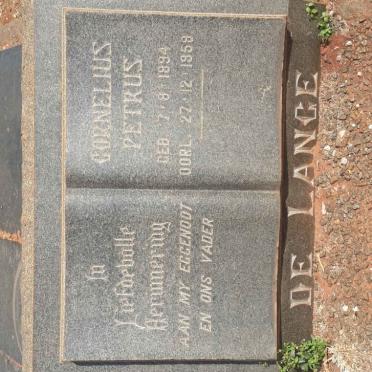 In
Liefdevolle
Herinnering
AAN MY EGGENOOT
EN ONS VADER
CORNELIUS
PETRUS
GEB. 7·8·1894
OORL. 27·12·1959
DE LANGE